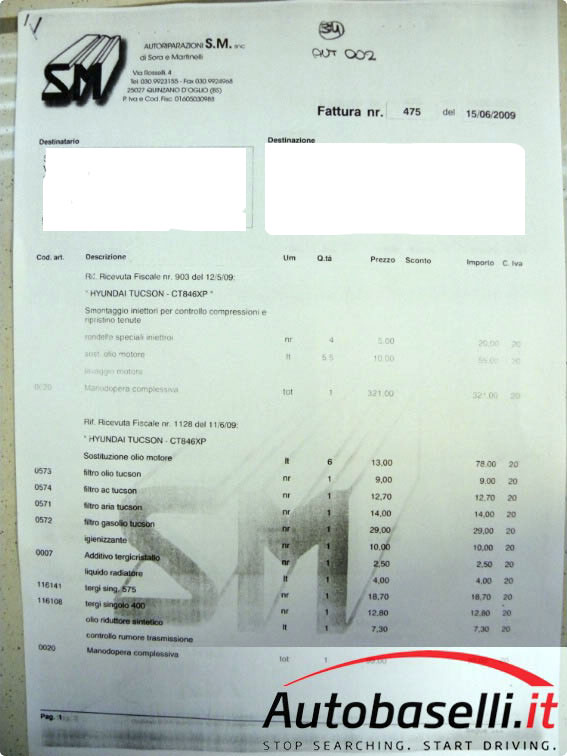 34
AUT 002
AUTORIPARAZIONI S.M. snc
di Sora e Martinelli
Via Rosselli, 4
Tel. 030.9923155 - Fax 030.9924968
25027 QUINZANO D'OGLIO (BS)
P. Iva e Cod. Fisc. 01605030983
SM
Fattura nr. 475 del 15/06/2009
Destinatario Destinazione
Cod. art. Descrizione Um Q.tà Prezzo Sconto Importo C. Iva
Rif. Ricevuta Fiscale nr. 903 del 12/5/09:
* HYUNDAI TUCSON - CT846XP *
Smontaggio iniettori per controllo compressioni e
ripristino tenute
rondelle speciali iniettroi nr 4 5,00 20,00 20
sost. olio motore lt 5.5 10,00 55,00 20
lavaggio motore
0020 Manodopera complessiva tot 1 321,00 321,00 20
Rif. Ricevuta Fiscale nr. 1128 del 11/6/09:
* HYUNDAI TUCSON - CT846XP
Sostituzione olio motore lt 6 13,00 78,00 20
0573 filtro olio tucson nr 1 9,00 9,00 20
0574 filtro ac tucson nr 1 12,70 12,70 20
0571 filtro aria tucson nr 1 14,00 14,00 20
0572 filtro gasolio tucson nr 1 29,00 29,00 20
igienizzante nr 1 10,00 10,00 20
0007 Additivo tergicristallo nr 1 2,50 2,50 20
liquido radiatore lt 1 4,00 4,00 20
116141 tergi sing. 575 nr 1 18,70 18,70 20
116108 tergi singolo 400 nr 1 12,80 12,80 20
olio riduttore sintetico lt 1 7,30 7,30 20
controllo rumore trasmissione
0020 Manodopera complessiva tot 1
SM
Pag. 1
Autobaselli.it
STOP SEARCHING. START DRIVING.